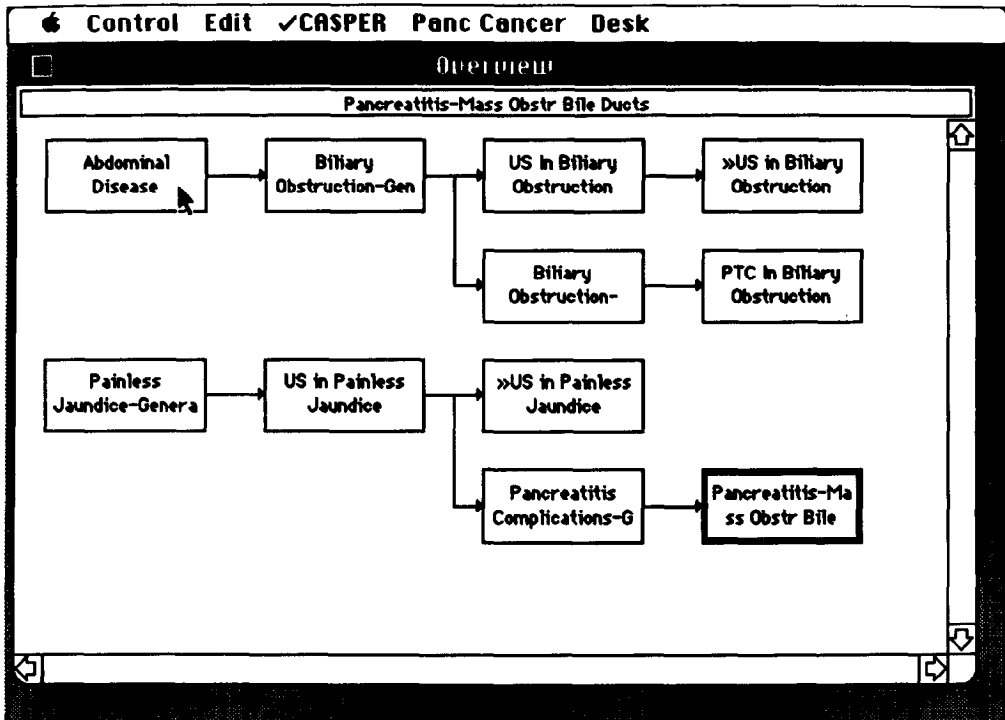 Control Edit ✓CASPER Panc Cancer Desk
Overview
Pancreatitis-Mass Obstr Bile Ducts
Abdominal
Disease
Biliary
Obstruction-Gen
US in Biliary
Obstruction
»US in Biliary
Obstruction
Biliary
Obstruction-
PTC in Biliary
Obstruction
Painless
Jaundice-Genera
US in Painless
Jaundice
»US in Painless
Jaundice
Pancreatitis
Complications-G
Pancreatitis-Ma
ss Obstr Bile